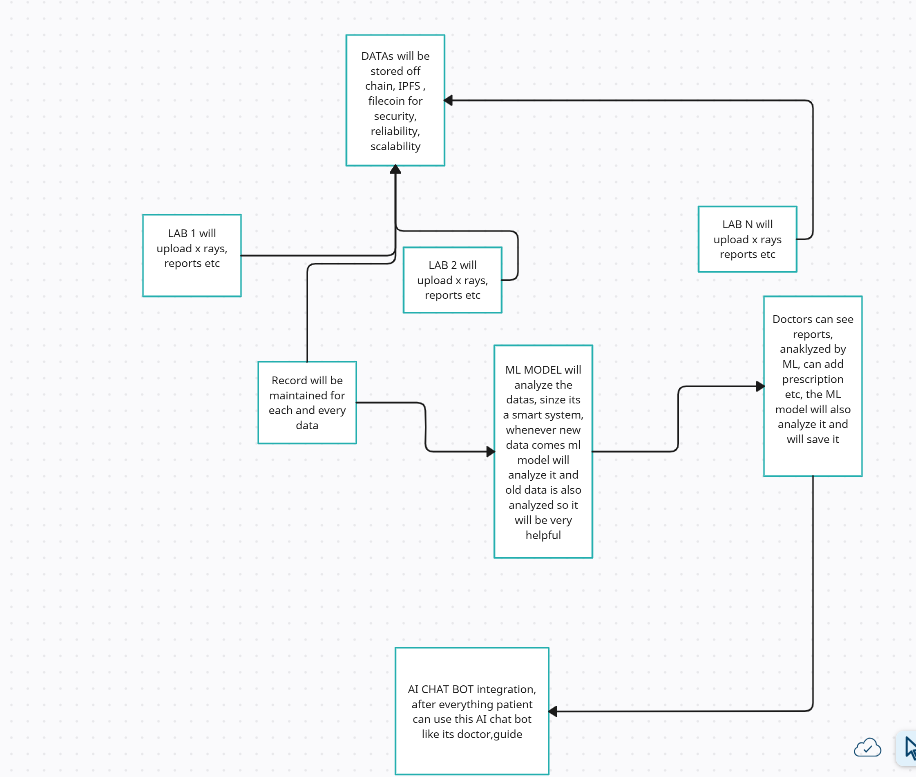 DATAs will be
stored off
chain, IPFS ,
filecoin for
security,
reliability,
scalability
LAB 1 will
upload x rays,
reports etc
LAB 2 will
upload x rays,
reports etc
LAB N will
upload x rays
reports etc
Record will be
maintained for
each and every
data
ML MODEL will
analyze the
datas, sinze its
a smart system,
whenever new
data comes ml
model will
analyze it and
old data is also
analyzed so it
will be very
helpful
Doctors can see
reports,
anaklyzed by
ML, can add
prescription
etc, the ML
model will also
analyze it and
will save it
AI CHAT BOT integration,
after everything patient
can use this AI chat bot
like its doctor,guide